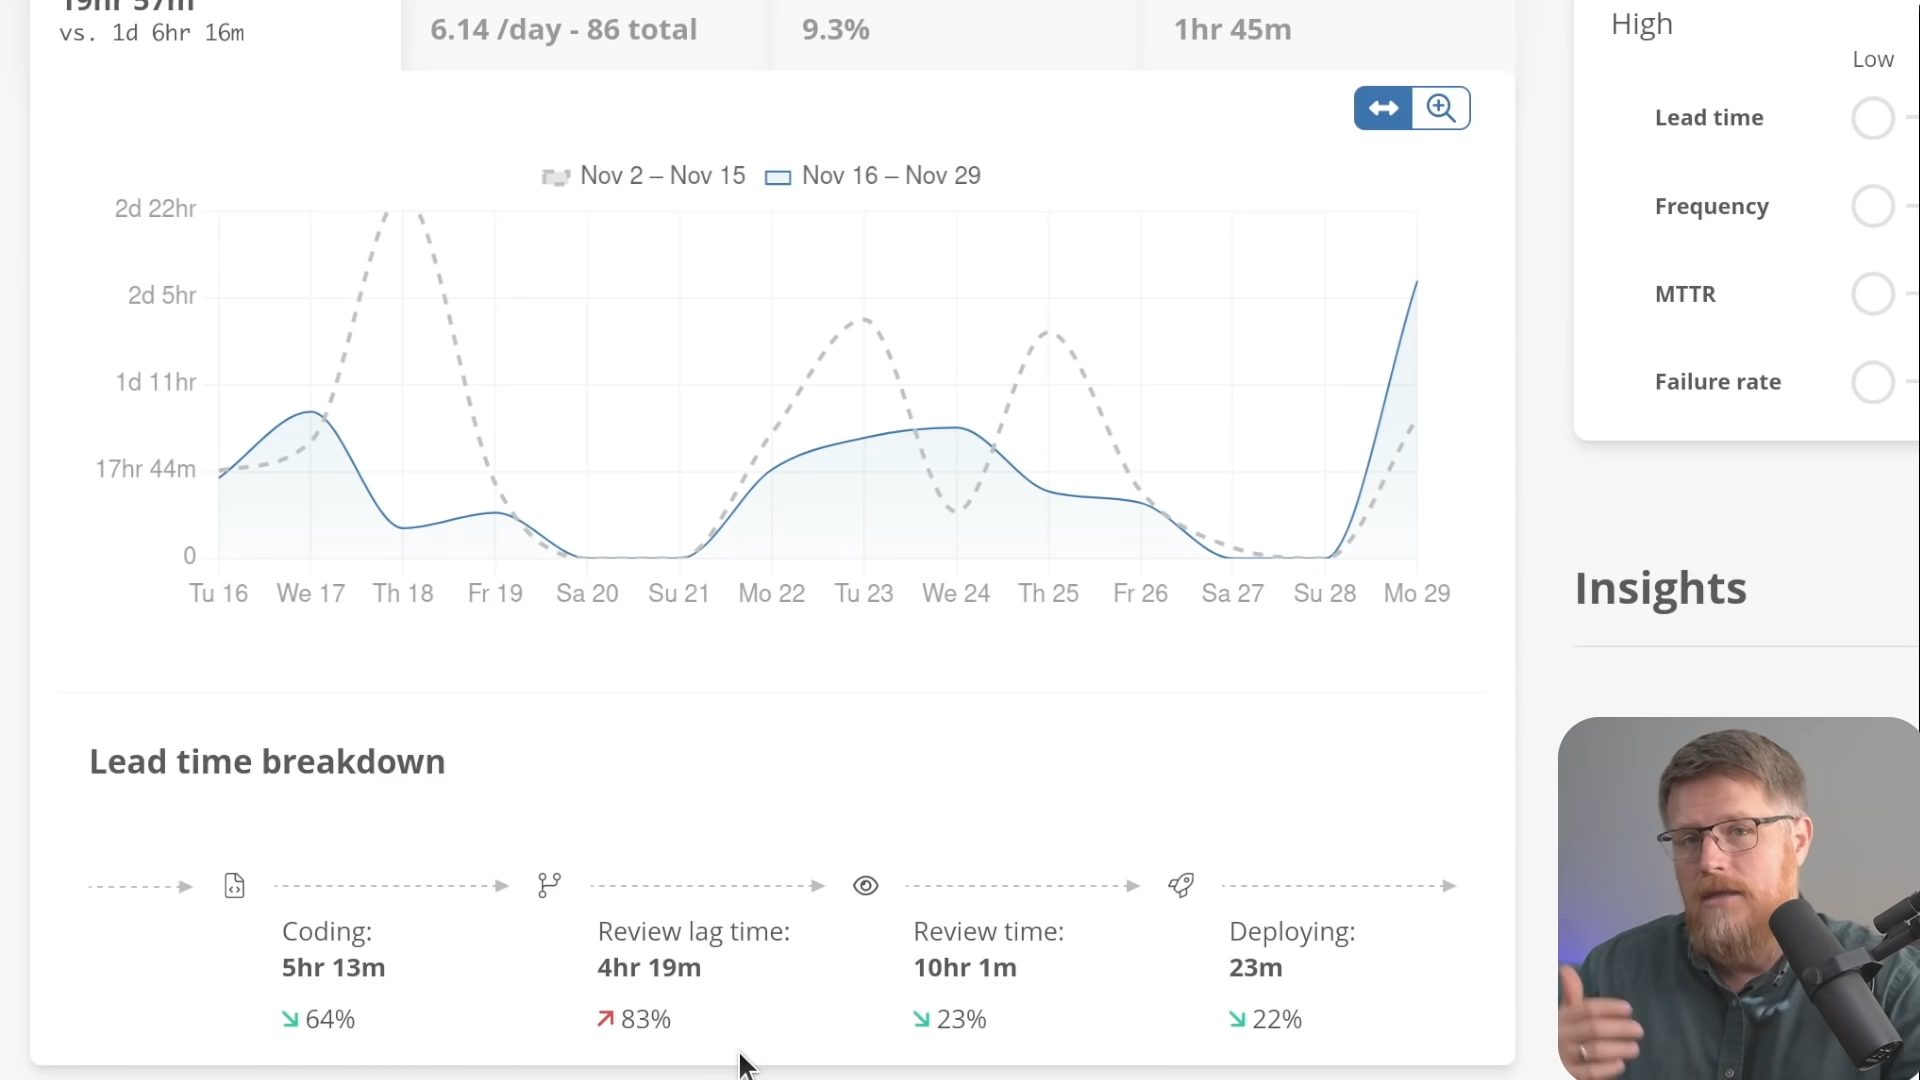 19hr 57m
vs. 1d 6hr 16m
6.14 /day - 86 total
9.3%
1hr 45m
Nov 2 – Nov 15
Nov 16 – Nov 29
2d 22hr
2d 5hr
1d 11hr
17hr 44m
0
Tu 16
We 17
Th 18
Fr 19
Sa 20
Su 21
Mo 22
Tu 23
We 24
Th 25
Fr 26
Sa 27
Su 28
Mo 29
Lead time breakdown
Coding:
5hr 13m
64%
Review lag time:
4hr 19m
83%
Review time:
10hr 1m
23%
Deploying:
23m
22%
High
Low
Lead time
Frequency
MTTR
Failure rate
Insights